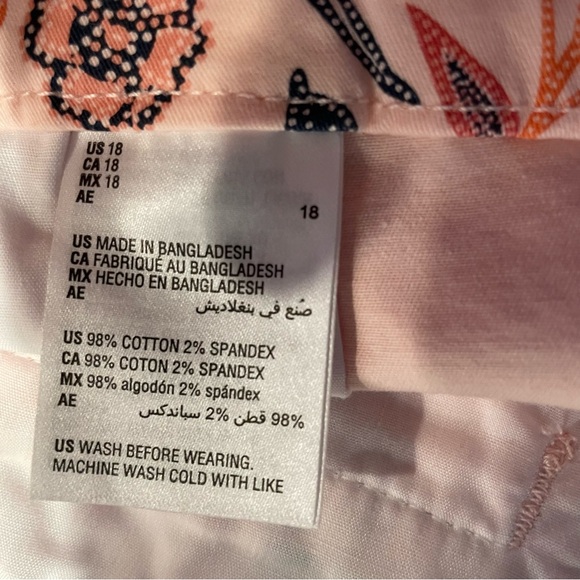 US 18
CA 18
MX 18
AE
18
US MADE IN BANGLADESH
CA FABRIQUÉ AU BANGLADESH
MX HECHO EN BANGLADESH
AE
صُنع في بنغلاديش
US 98% COTTON 2% SPANDEX
CA 98% COTON 2% SPANDEX
MX 98% algodón 2% spándex
AE
98% قطن 2% سباندكس
US WASH BEFORE WEARING.
MACHINE WASH COLD WITH LIKE